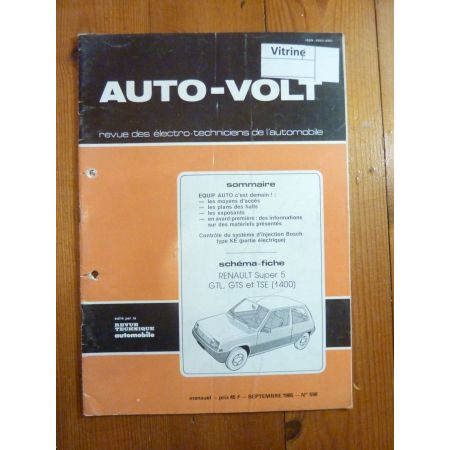 Vitrine
AUTO-VOLT
revue des électro-techniciens de l'automobile
sommaire
EQUIP AUTO c'est demain ! :
— les moyens d'accès
— les plans des halls
— les exposants
— en avant-première : des informations
sur des matériels présentés
Contrôle du système d'injection Bosch
type KE (partie électrique)
schéma-fiche
RENAULT Super 5
GTL, GTS et TSE (1400)
édité par la
REVUE
TECHNIQUE
automobile
mensuel — prix 45 F — SEPTEMBRE 1985 — N°